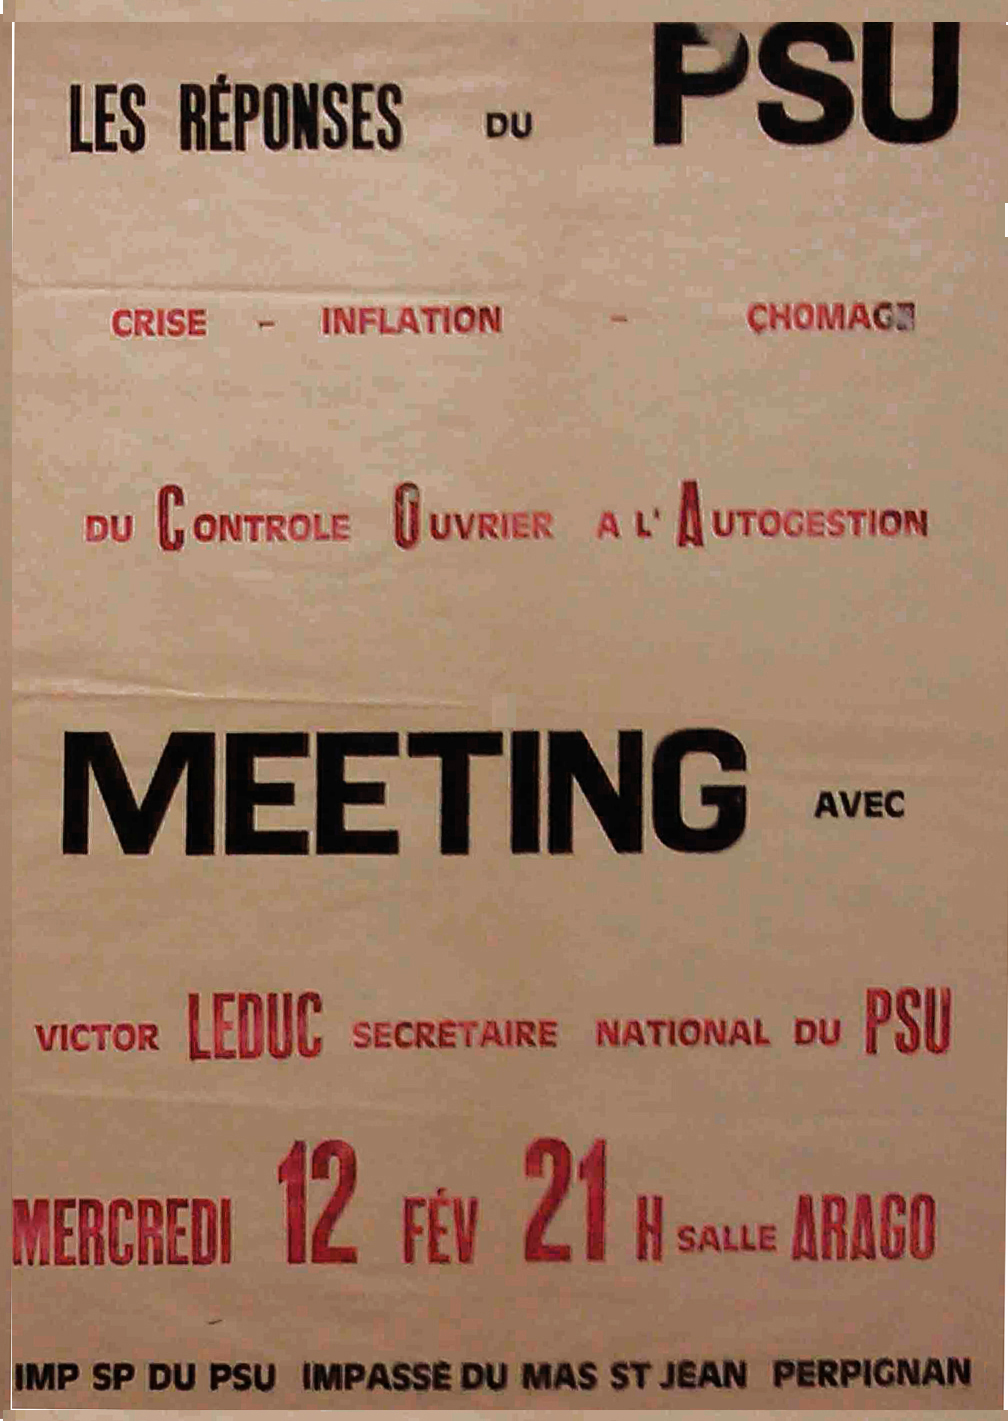 LES RÉPONSES DU PSU
CRISE - INFLATION - CHOMAGE
DU CONTROLE OUVRIER A L'AUTOGESTION
MEETING AVEC
VICTOR LEDUC SECRÉTAIRE NATIONAL DU PSU
MERCREDI 12 FÉV 21 H SALLE ARAGO
IMP SP DU PSU IMPASSE DU MAS ST JEAN PERPIGNAN